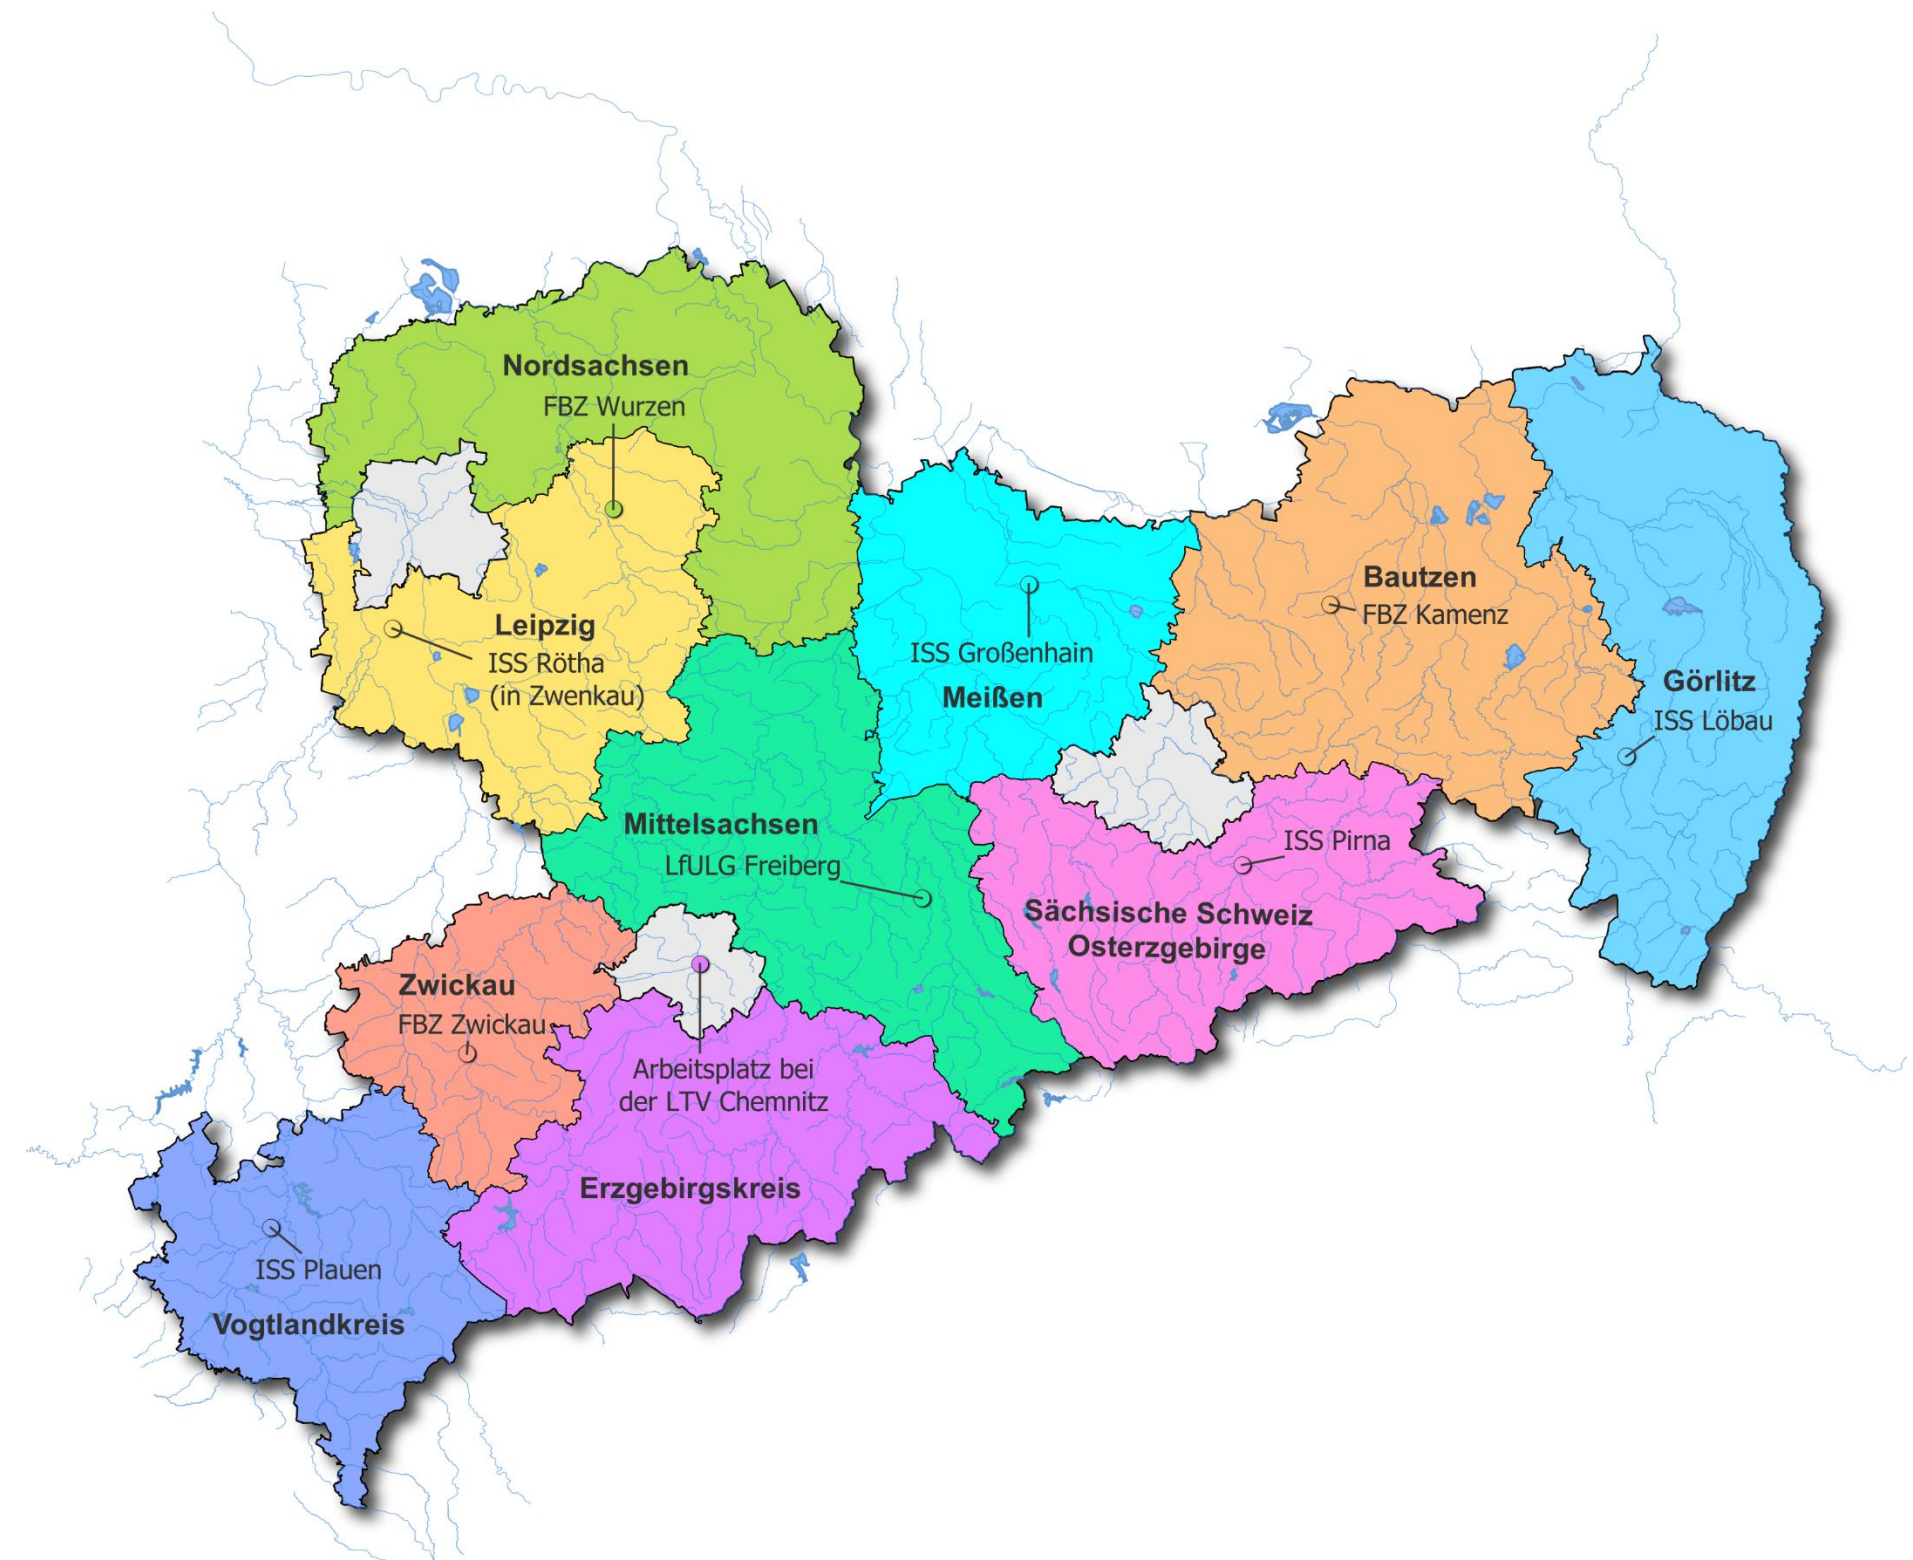 Nordsachsen
FBZ Wurzen
Leipzig
ISS Rötha
(in Zwenkau)
ISS Großenhain
Meißen
Bautzen
FBZ Kamenz
Görlitz
ISS Löbau
Mittelsachsen
LfULG Freiberg
ISS Pirna
Sächsische Schweiz
Osterzgebirge
Zwickau
FBZ Zwickau
Arbeitsplatz bei
der LTV Chemnitz
Erzgebirgskreis
ISS Plauen
Vogtlandkreis